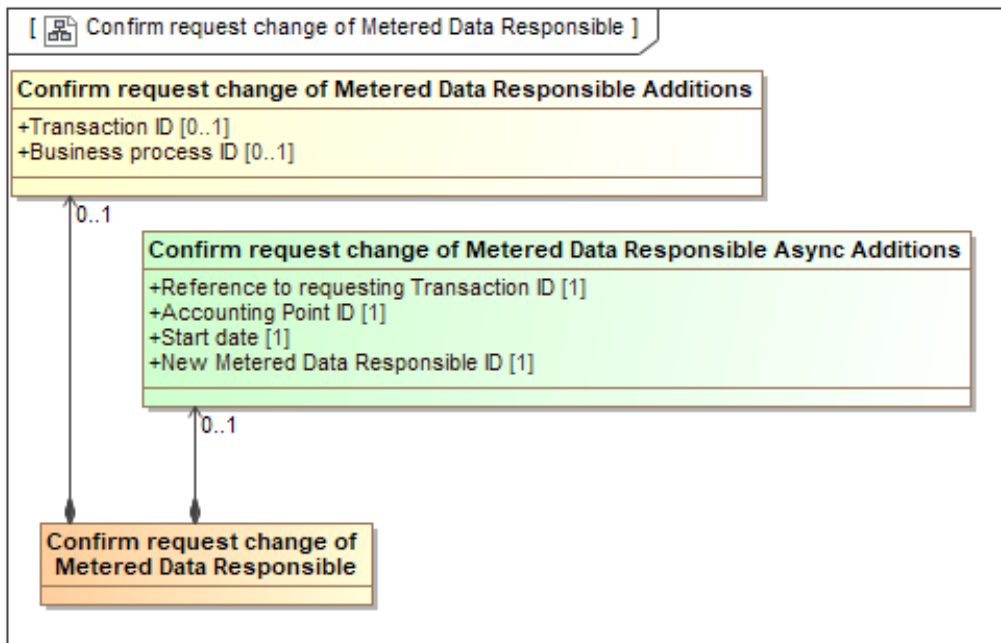 [ Confirm request change of Metered Data Responsible ]
Confirm request change of Metered Data Responsible Additions
+Transaction ID [0..1]
+Business process ID [0..1]
0..1
Confirm request change of Metered Data Responsible Async Additions
+Reference to requesting Transaction ID [1]
+Accounting Point ID [1]
+Start date [1]
+New Metered Data Responsible ID [1]
0..1
Confirm request change of
Metered Data Responsible